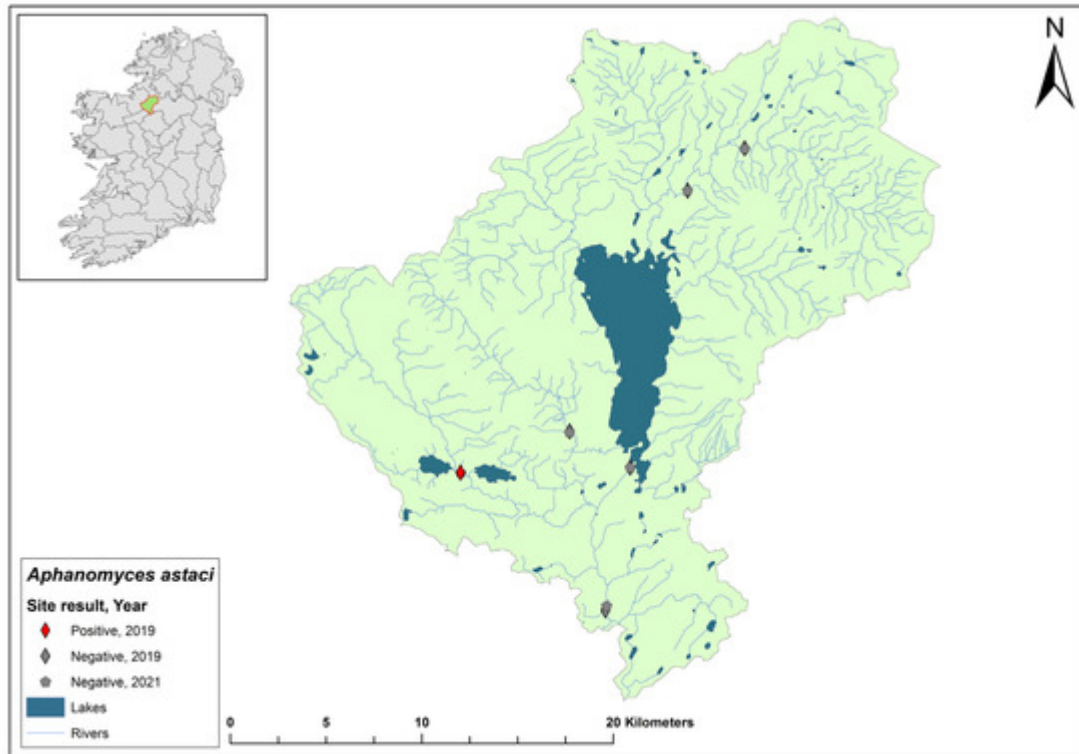 N
Aphanomyces astaci
Site result, Year
Positive, 2019
Negative, 2019
Negative, 2021
Lakes
Rivers
0 5 10 20 Kilometers